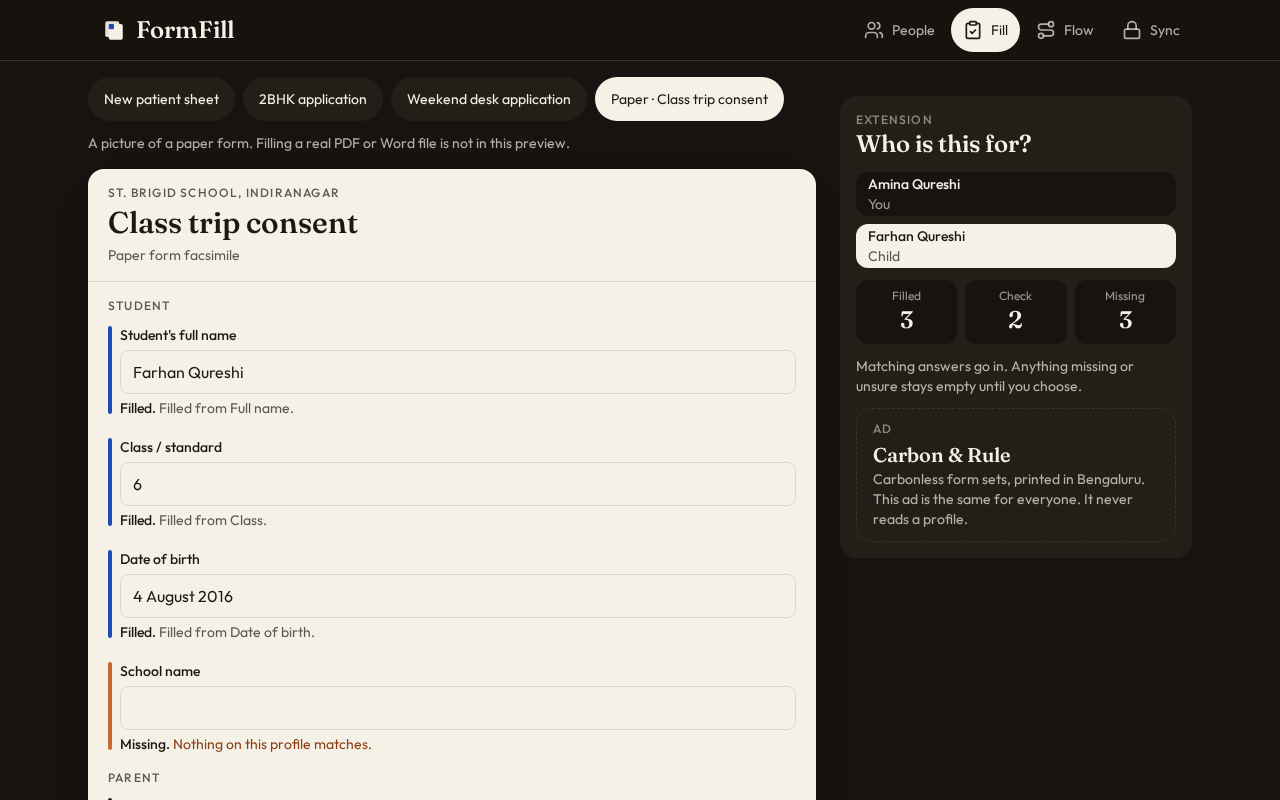 FormFill
People
Fill
Flow
Sync
New patient sheet
2BHK application
Weekend desk application
Paper · Class trip consent
A picture of a paper form. Filling a real PDF or Word file is not in this preview.
ST. BRIGID SCHOOL, INDIRANAGAR
Class trip consent
Paper form facsimile
STUDENT
Student's full name
Farhan Qureshi
Filled. Filled from Full name.
Class / standard
6
Filled. Filled from Class.
Date of birth
4 August 2016
Filled. Filled from Date of birth.
School name
Missing. Nothing on this profile matches.
PARENT
EXTENSION
Who is this for?
Amina Qureshi
You
Farhan Qureshi
Child
Filled
3
Check
2
Missing
3
Matching answers go in. Anything missing or
unsure stays empty until you choose.
AD
Carbon & Rule
Carbonless form sets, printed in Bengaluru.
This ad is the same for everyone. It never
reads a profile.